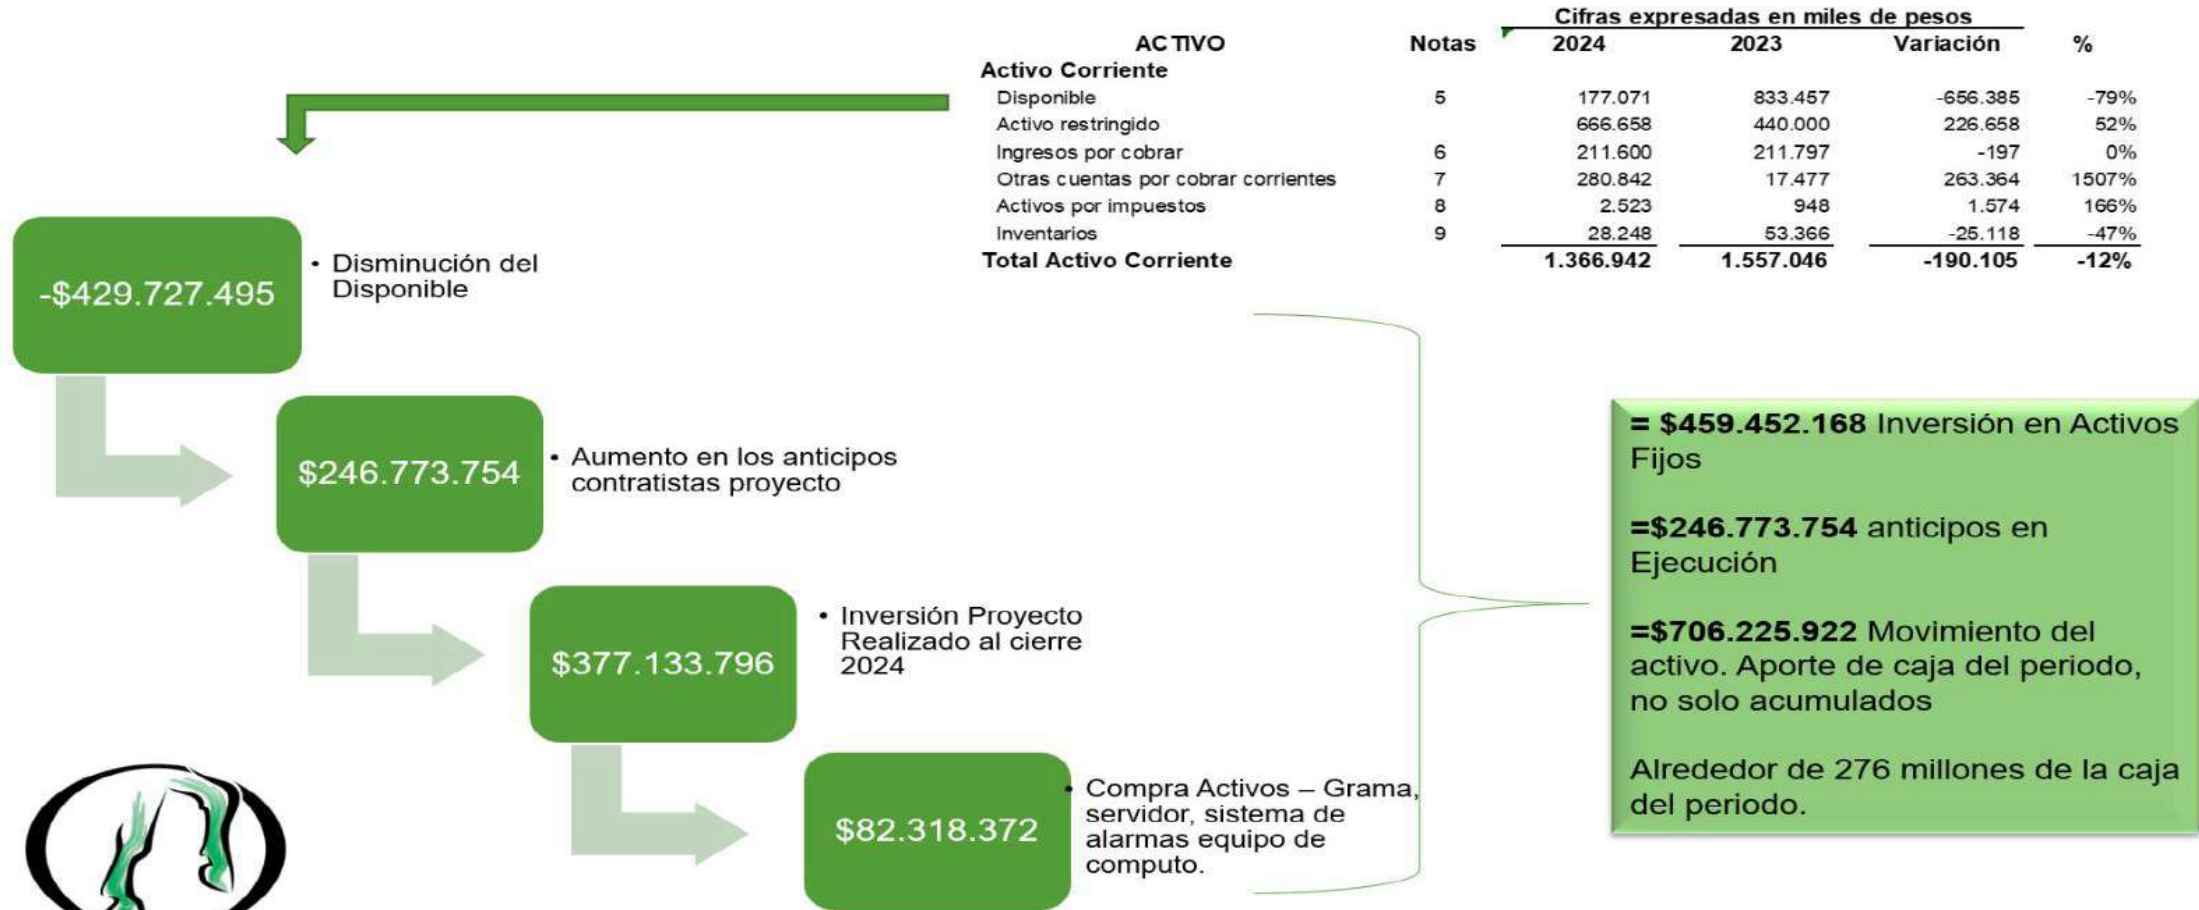 Cifras expresadas en miles de pesos
ACTIVO Notas 2024 2023 Variación %
Activo Corriente
Disponible 5 177.071 833.457 -656.385 -79%
Activo restringido 666.658 440.000 226.658 52%
Ingresos por cobrar 6 211.600 211.797 -197 0%
Otras cuentas por cobrar corrientes 7 280.842 17.477 263.364 1507%
Activos por impuestos 8 2.523 948 1.574 166%
Inventarios 9 28.248 53.366 -25.118 -47%
Total Activo Corriente 1.366.942 1.557.046 -190.105 -12%
-$429.727.495
• Disminución del
Disponible
$246.773.754
• Aumento en los anticipos
contratistas proyecto
$377.133.796
• Inversión Proyecto
Realizado al cierre
2024
$82.318.372
• Compra Activos – Grama,
servidor, sistema de
alarmas equipo de
computo.
= $459.452.168 Inversión en Activos
Fijos
=$246.773.754 anticipos en
Ejecución
=$706.225.922 Movimiento del
activo. Aporte de caja del periodo,
no solo acumulados
Alrededor de 276 millones de la caja
del periodo.